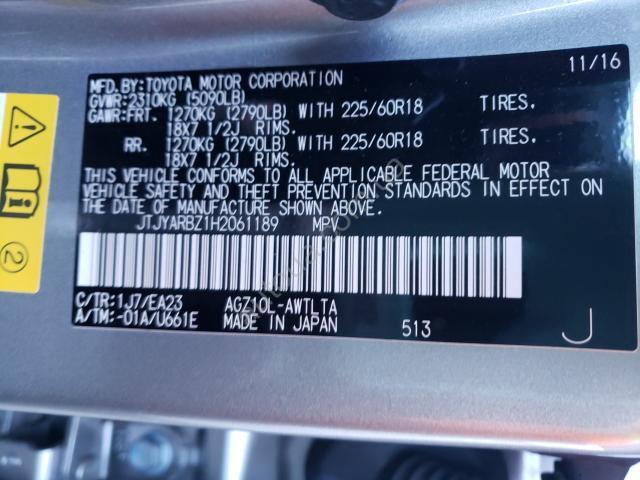 MFD.BY:TOYOTA MOTOR CORPORATION 11/16
GVWR:2310KG (5090LB)
GAWR:FRT. 1270KG (2790LB) WITH 225/60R18 TIRES.
18X7 1/2J RIMS.
RR. 1270KG (2790LB) WITH 225/60R18 TIRES.
18X7 1/2J RIMS.
THIS VEHICLE CONFORMS TO ALL APPLICABLE FEDERAL MOTOR
VEHICLE SAFETY AND THEFT PREVENTION STANDARDS IN EFFECT ON
THE DATE OF MANUFACTURE SHOWN ABOVE.
JTJYARBZ1H2061189 MPV
C/TR:1J7/EA23 AGZ10L-AWTLTA
A/TM:-01A/U661E MADE IN JAPAN 513 J
2